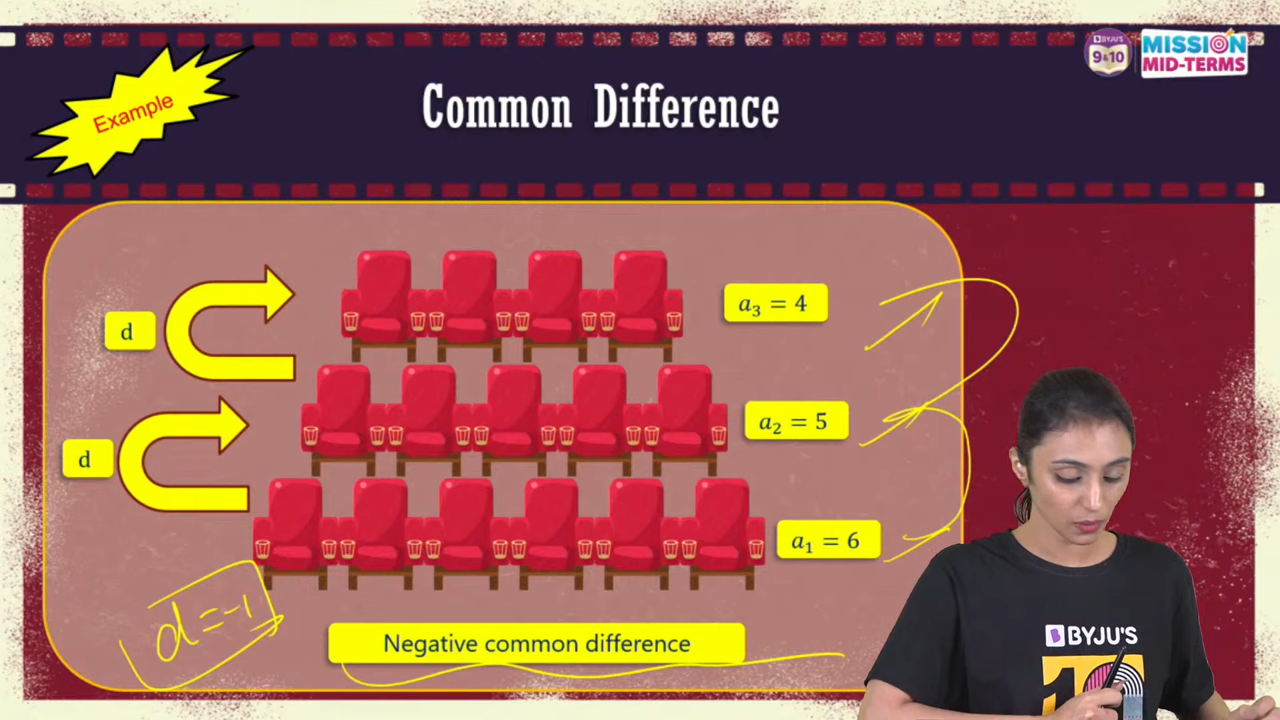 BYJU'S
9&10
MISSION
MID-TERMS
Example
Common Difference
d
a₃ = 4
d
a₂ = 5
a₁ = 6
d = -1
Negative common difference
BYJU'S